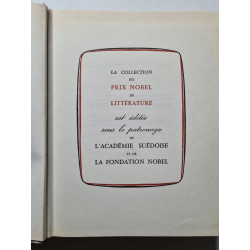 LA COLLECTION
DES
PRIX NOBEL
DE
LITTÉRATURE
est éditée
sous le patronage
DE
L'ACADÉMIE SUÉDOISE
ET DE
LA FONDATION NOBEL